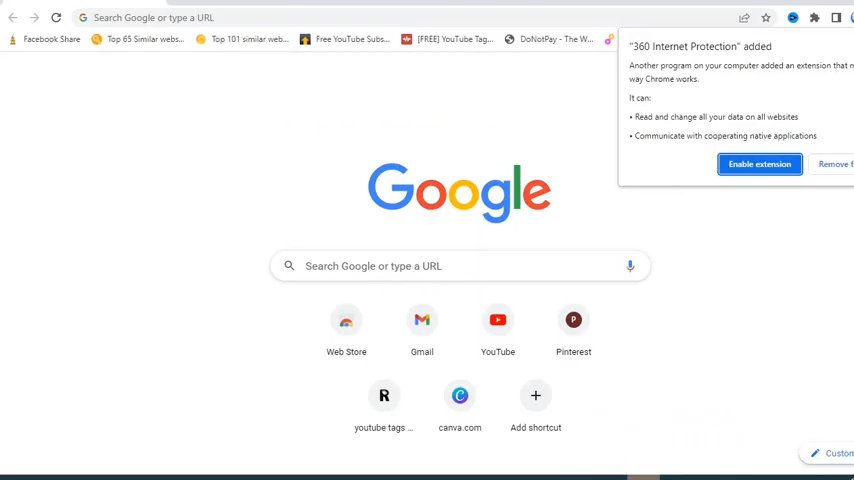 Search Google or type a URL
Facebook Share
Top 65 Similar webs...
Top 101 similar web...
Free YouTube Subs...
[FREE] YouTube Tag...
DoNotPay - The W...
"360 Internet Protection" added
Another program on your computer added an extension that m
way Chrome works.
It can:
• Read and change all your data on all websites
• Communicate with cooperating native applications
Enable extension
Remove f
Google
Search Google or type a URL
Web Store
Gmail
YouTube
P
Pinterest
R
youtube tags ...
C
canva.com
Add shortcut
Custom